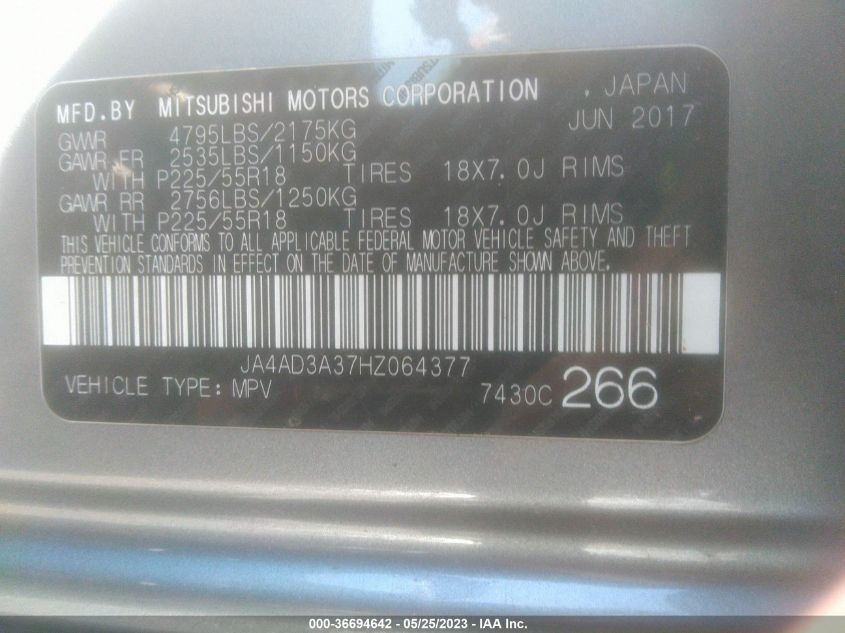 MFD.BY MITSUBISHI MOTORS CORPORATION , JAPAN
JUN 2017
GVWR 4795LBS/2175KG
GAWR FR 2535LBS/1150KG
WITH P225/55R18 TIRES 18X7.0J RIMS
GAWR RR 2756LBS/1250KG
WITH P225/55R18 TIRES 18X7.0J RIMS
THIS VEHICLE CONFORMS TO ALL APPLICABLE FEDERAL MOTOR VEHICLE SAFETY AND THEFT
PREVENTION STANDARDS IN EFFECT ON THE DATE OF MANUFACTURE SHOWN ABOVE.
JA4AD3A37HZ064377
VEHICLE TYPE: MPV 7430C 266
000-36694642 - 05/25/2023 - IAA Inc.